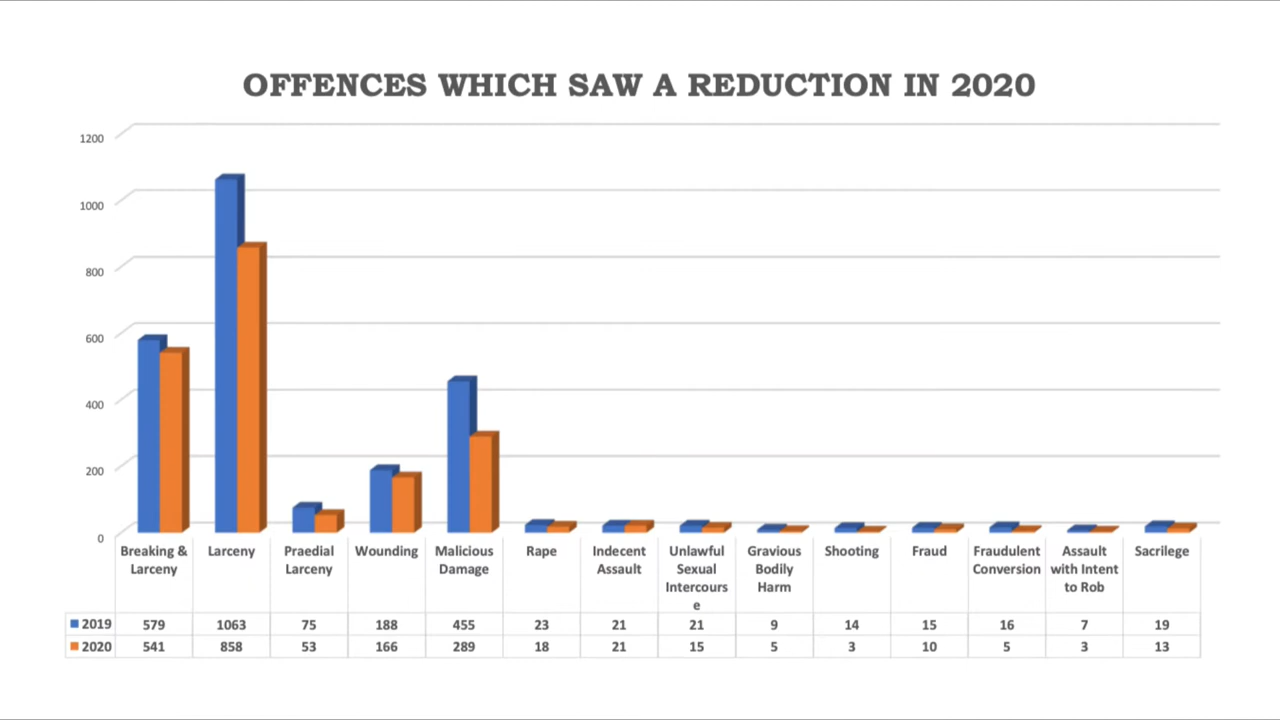 OFFENCES WHICH SAW A REDUCTION IN 2020
1200
1000
800
600
400
200
0
Breaking & Larceny Praedial Wounding Malicious Rape Indecent Unlawful Gravious Shooting Fraud Fraudulent Assault Sacrilege
Larceny Larceny Damage Assault Sexual Bodily Conversion with Intent
Intercours Harm to Rob
e
2019 579 1063 75 188 455 23 21 21 9 14 15 16 7 19
2020 541 858 53 166 289 18 21 15 5 3 10 5 3 13